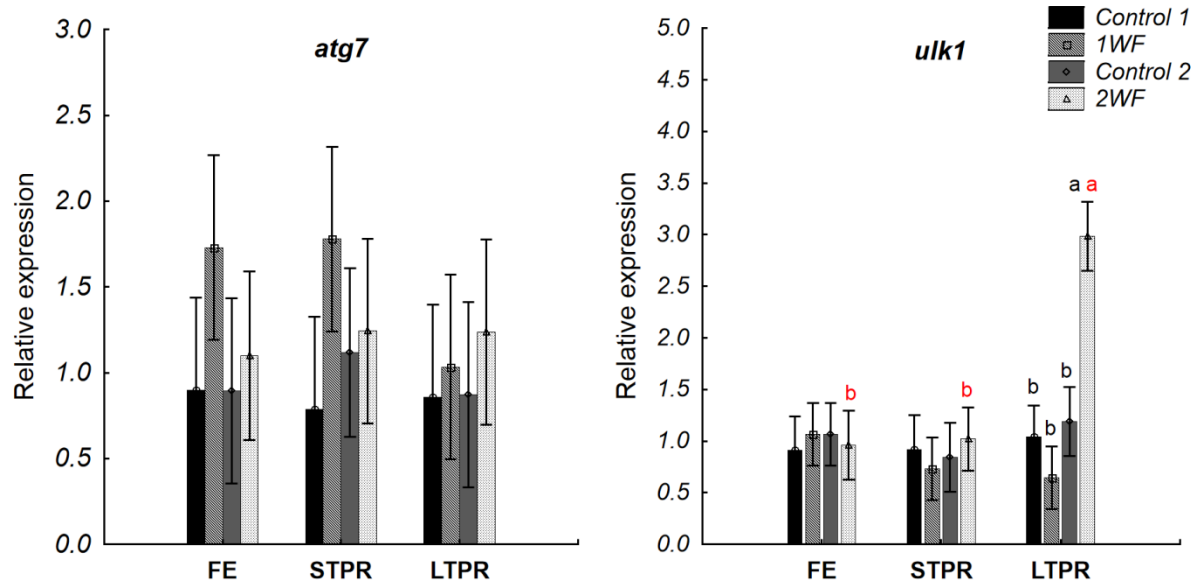 atg7
Relative expression
3.0
2.5
2.0
1.5
1.0
0.5
0.0
FE STPR LTPR
ulk1
Relative expression
5.0
4.5
4.0
3.5
3.0
2.5
2.0
1.5
1.0
0.5
0.0
b
b
b
b
b
a a
FE STPR LTPR
Control 1
1WF
Control 2
2WF